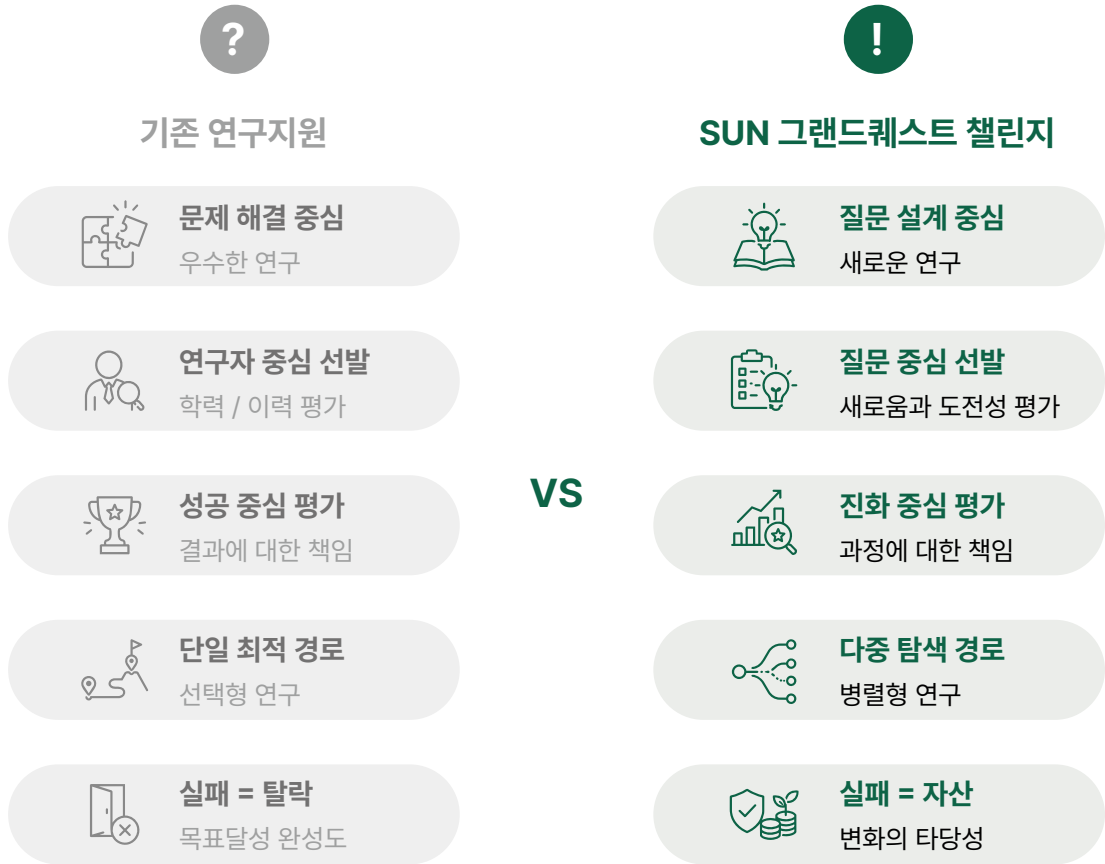 ?
기존 연구지원
문제 해결 중심
우수한 연구
연구자 중심 선발
학력 / 이력 평가
성공 중심 평가
결과에 대한 책임
단일 최적 경로
선택형 연구
실패 = 탈락
목표달성 완성도
VS
!
SUN 그랜드퀘스트 챌린지
질문 설계 중심
새로운 연구
질문 중심 선발
새로움과 도전성 평가
진화 중심 평가
과정에 대한 책임
다중 탐색 경로
병렬형 연구
실패 = 자산
변화의 타당성